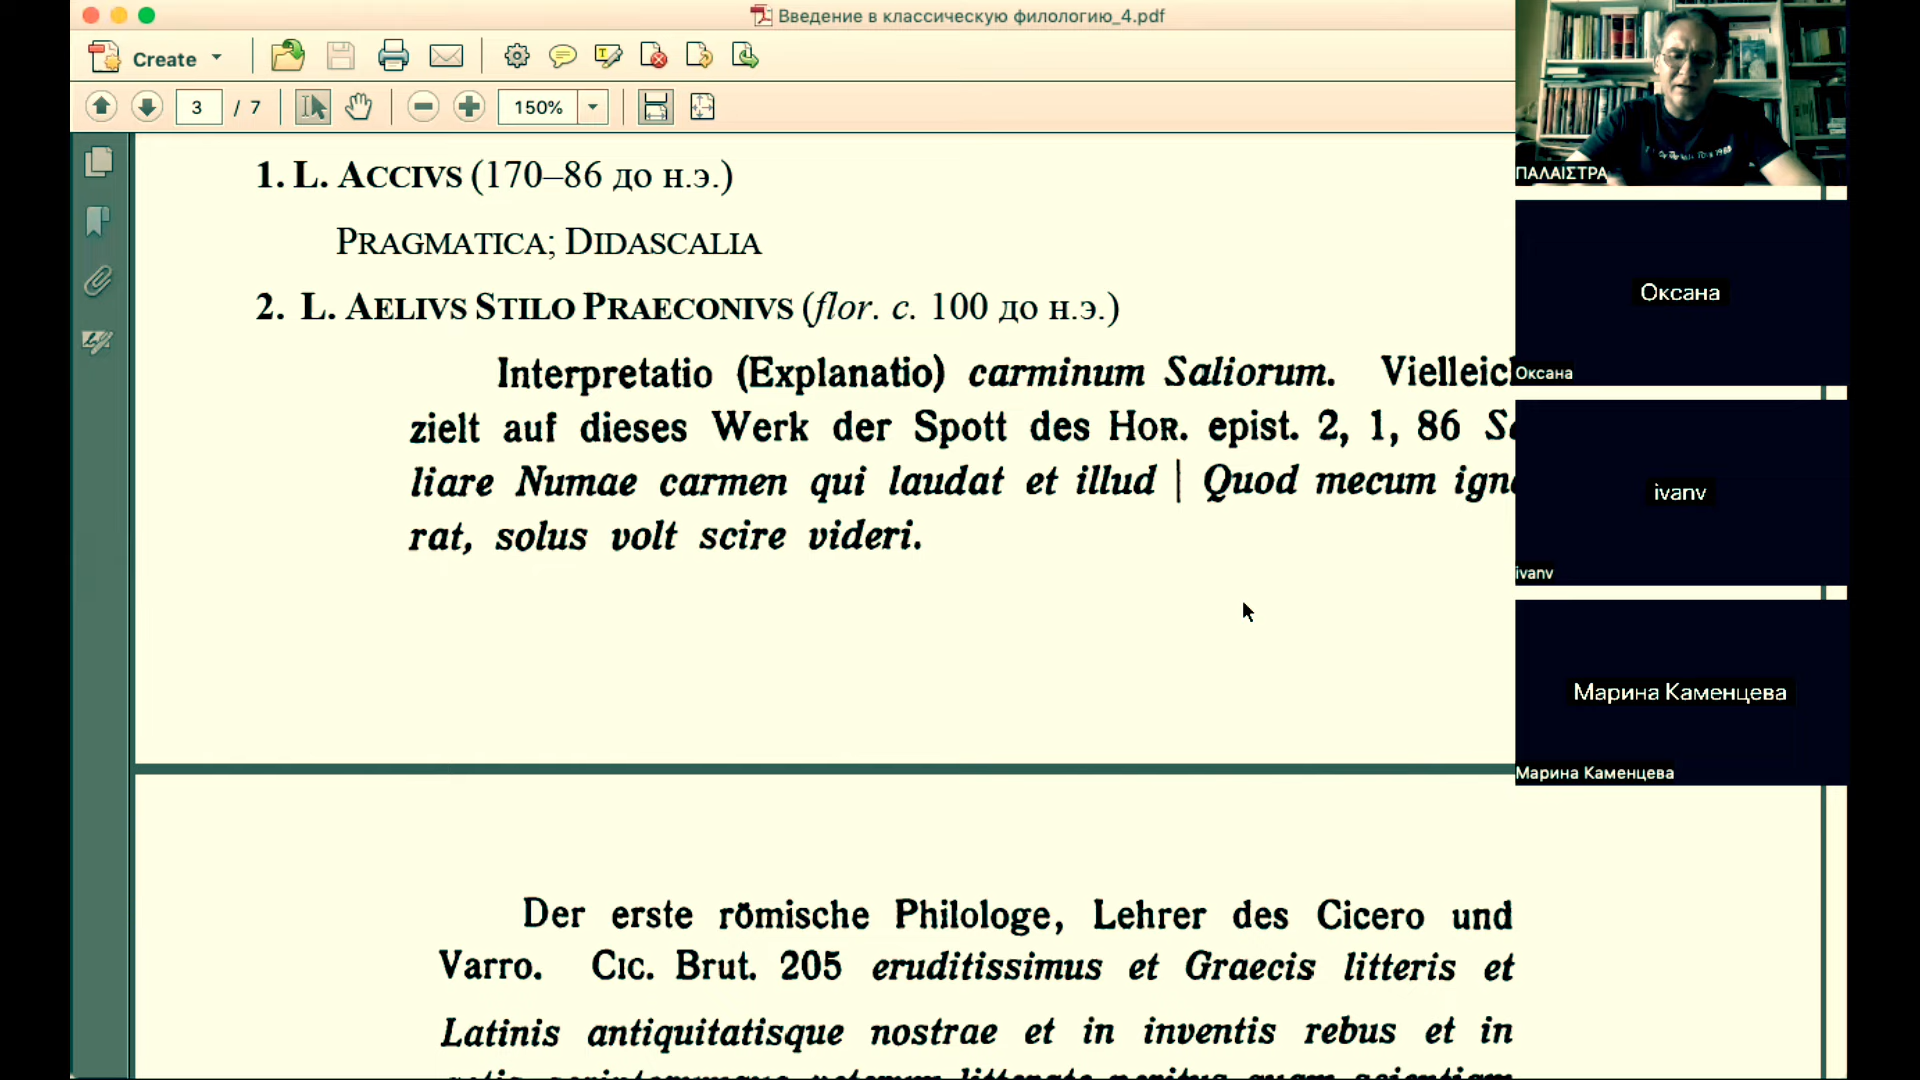 Введение в классическую филологию_4.pdf
Create
3 / 7
150%
1. L. ACCIVS (170–86 до н.э.)
PRAGMATICA; DIDASCALIA
2. L. AELIVS STILO PRAECONIVS (flor. c. 100 до н.э.)
Interpretatio (Explanatio) carminum Saliorum. Vielleic
zielt auf dieses Werk der Spott des HOR. epist. 2, 1, 86 S
liare Numae carmen qui laudat et illud | Quod mecum ign
rat, solus volt scire videri.
Der erste römische Philologe, Lehrer des Cicero und
Varro. CIC. Brut. 205 eruditissimus et Graecis litteris et
Latinis antiquitatisque nostrae et in inventis rebus et in
ΠΑΛΑΙΣΤΡΑ
Оксана
Оксана
ivanv
ivanv
Марина Каменцева
Марина Каменцева